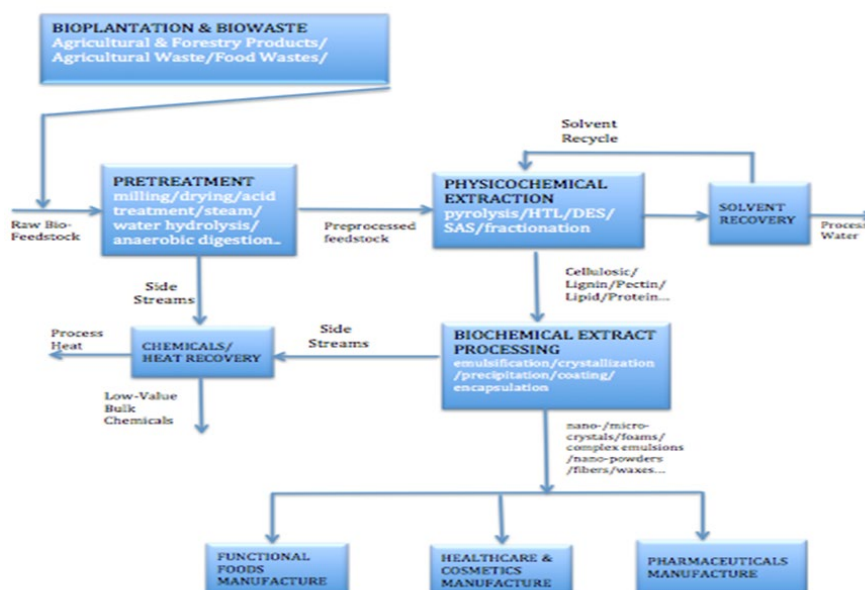 BIOPLANTATION & BIOWASTE
Agricultural & Forestry Products/
Agricultural Waste/Food Wastes/
Solvent
Recycle
PRETREATMENT
milling/drying/acid
treatment/steam/
water hydrolysis/
anaerobic digestion..
PHYSICOCHEMICAL
EXTRACTION
pyrolysis/HTL/DES/
SAS/fractionation
SOLVENT
RECOVERY
Raw Bio-
Feedstock
Preprocessed
feedstock
Process
Water
Side
Streams
Cellulosic/
Lignin/Pectin/
Lipid/Protein...
Process
Heat
CHEMICALS/
HEAT RECOVERY
Side
Streams
BIOCHEMICAL EXTRACT
PROCESSING
emulsification/crystallization
/precipitation/coating/
encapsulation
Low-Value
Bulk
Chemicals
nano-/micro-
crystals/foams/
complex emulsions
/nano-powders
/fibers/waxes...
FUNCTIONAL
FOODS
MANUFACTURE
HEALTHCARE &
COSMETICS
MANUFACTURE
PHARMACEUTICALS
MANUFACTURE